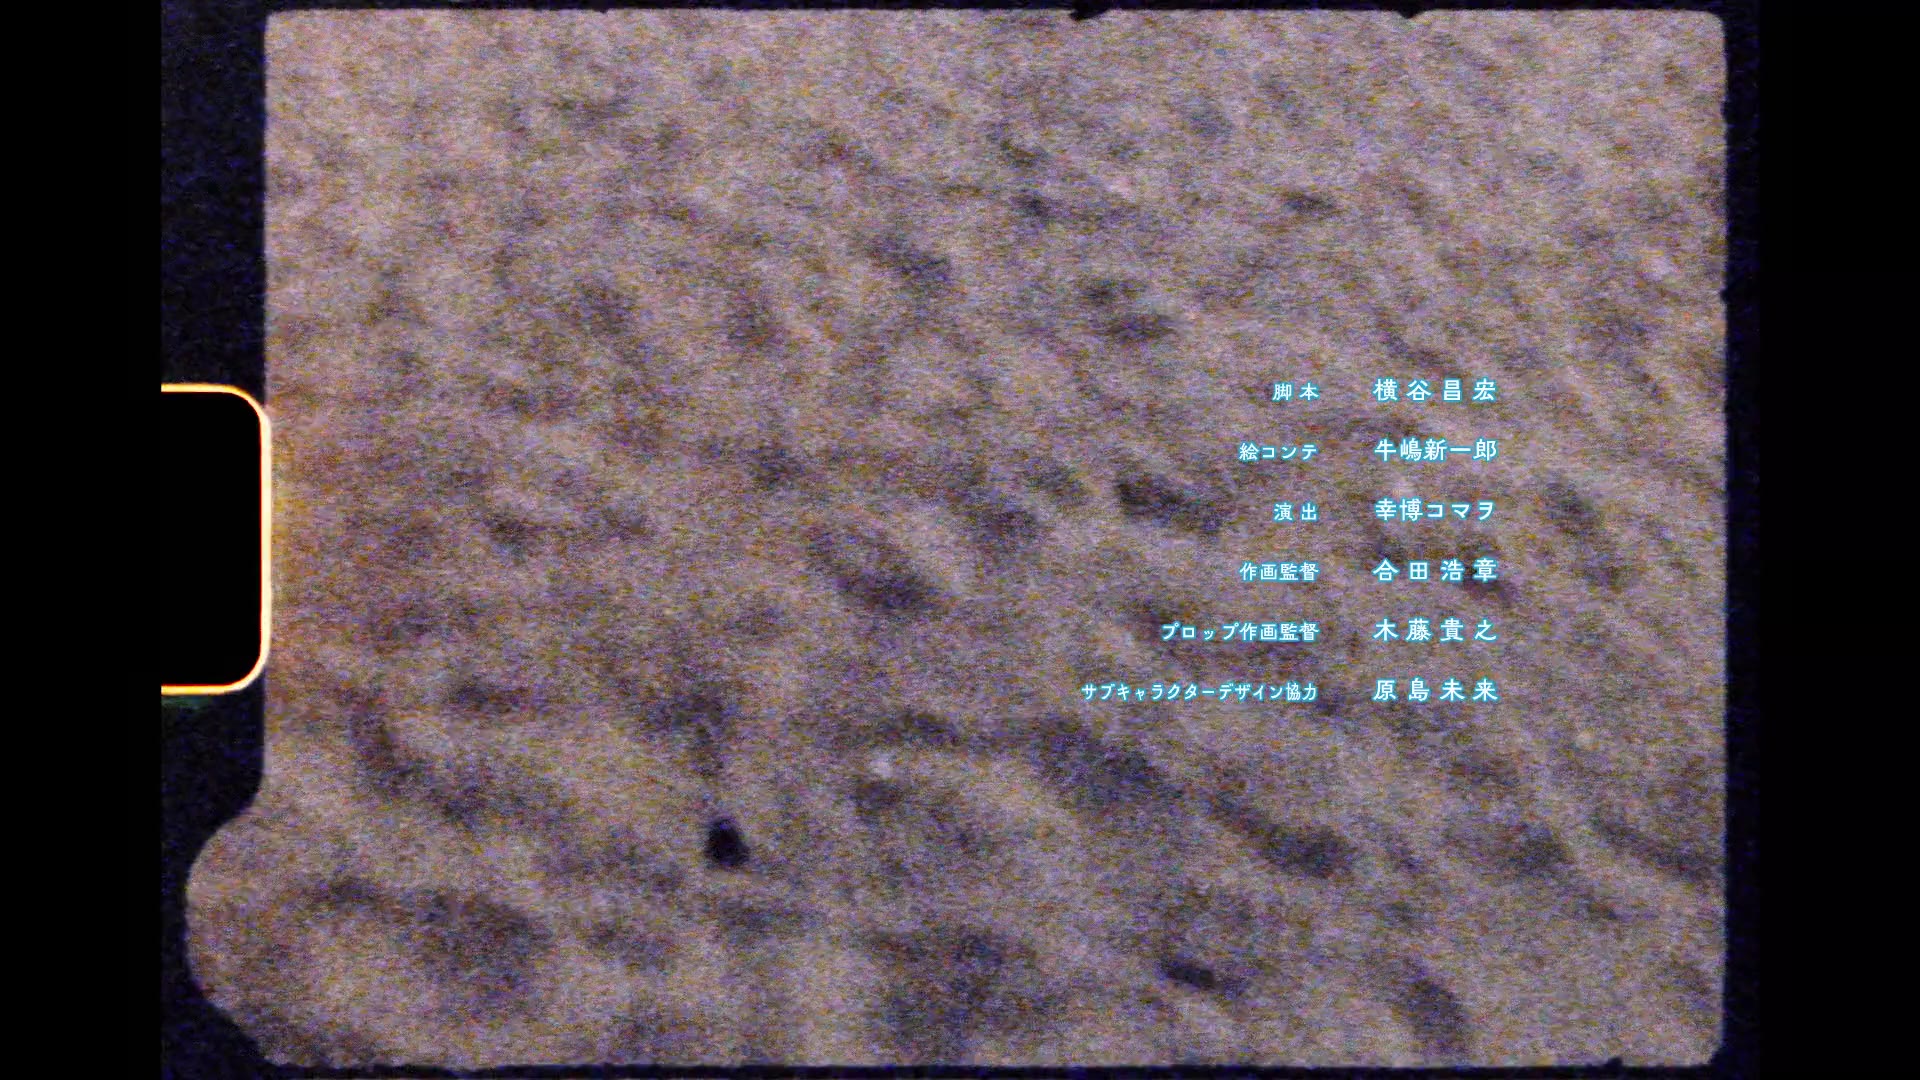 脚本 横谷昌宏
絵コンテ 牛嶋新一郎
演出 幸博コマヲ
作画監督 合田浩章
プロップ作画監督 木藤貴之
サブキャラクターデザイン協力 原島未来